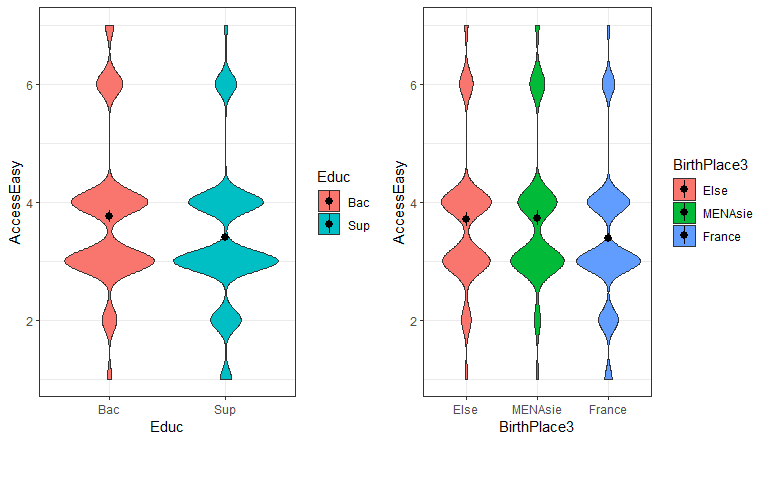 AccessEasy
6
4
2
Bac
Sup
Educ
Educ
Bac
Sup
AccessEasy
6
4
2
Else
MENAsie
France
BirthPlace3
BirthPlace3
Else
MENAsie
France